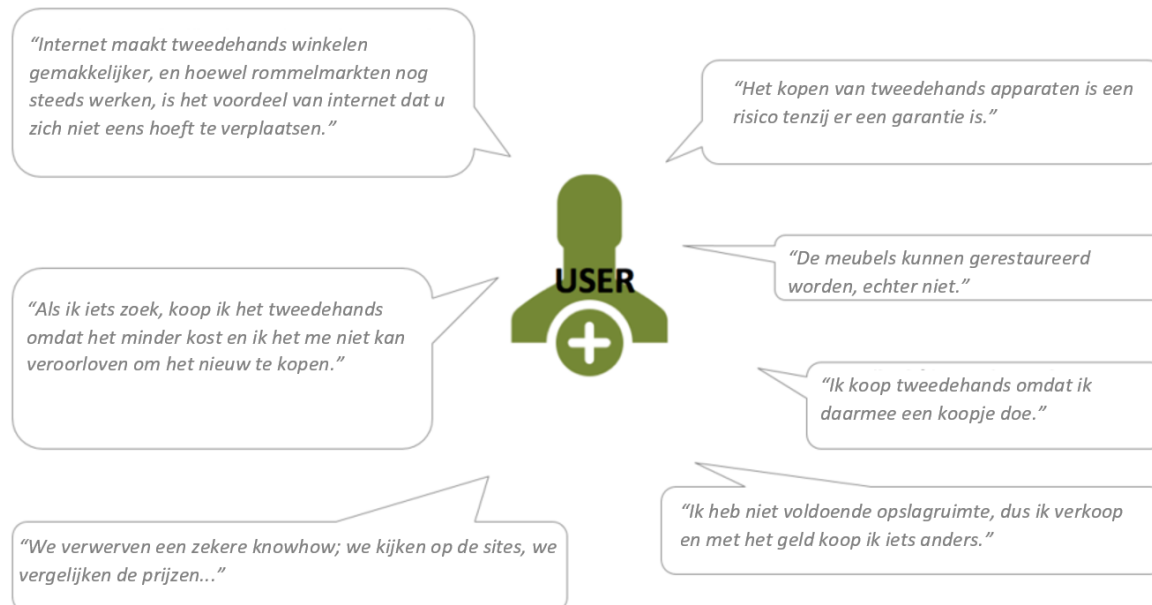 “Internet maakt tweedehands winkelen
gemakkelijker, en hoewel rommelmarkten nog
steeds werken, is het voordeel van internet dat u
zich niet eens hoeft te verplaatsen.”
“Het kopen van tweedehands apparaten is een
risico tenzij er een garantie is.”
USER
“De meubels kunnen gerestaureerd
worden, echter niet.”
“Als ik iets zoek, koop ik het tweedehands
omdat het minder kost en ik het me niet kan
veroorloven om het nieuw te kopen.”
“Ik koop tweedehands omdat ik
daarmee een koopje doe.”
“Ik heb niet voldoende opslagruimte, dus ik verkoop
en met het geld koop ik iets anders.”
“We verwerven een zekere knowhow; we kijken op de sites, we
vergelijken de prijzen...”